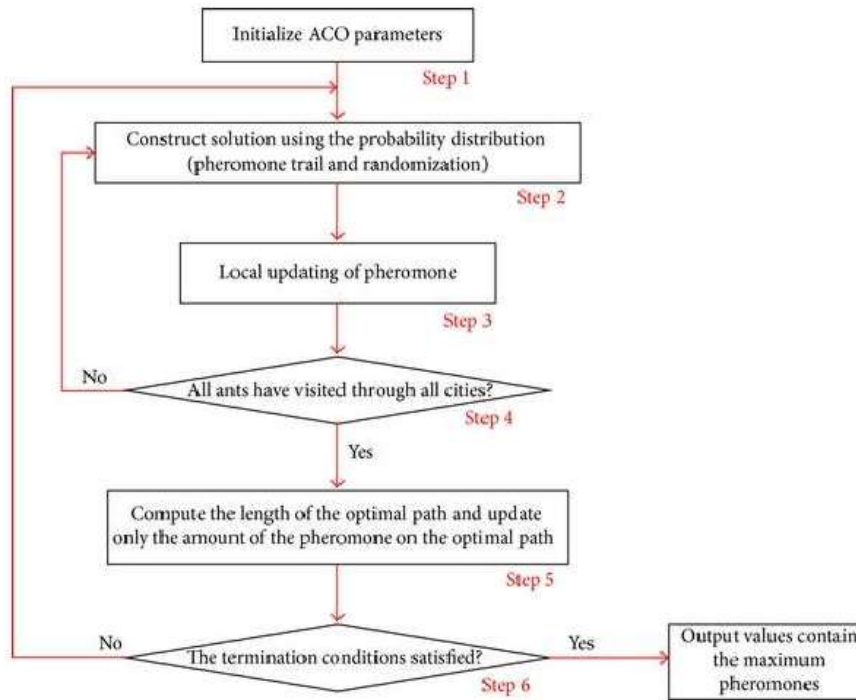 Initialize ACO parameters
Step 1
Construct solution using the probability distribution
(pheromone trail and randomization)
Step 2
Local updating of pheromone
Step 3
No
All ants have visited through all cities?
Step 4
Yes
Compute the length of the optimal path and update
only the amount of the pheromone on the optimal path
Step 5
No
The termination conditions satisfied?
Yes
Step 6
Output values contain
the maximum
pheromones